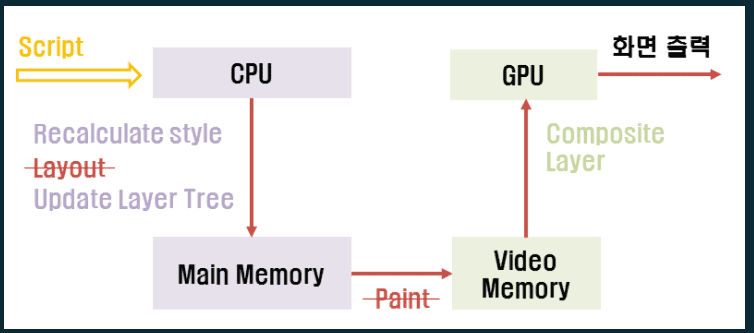 Script
CPU
GPU
화면 출력
Recalculate style
Layout
Update Layer Tree
Composite
Layer
Main Memory
Paint
Video
Memory